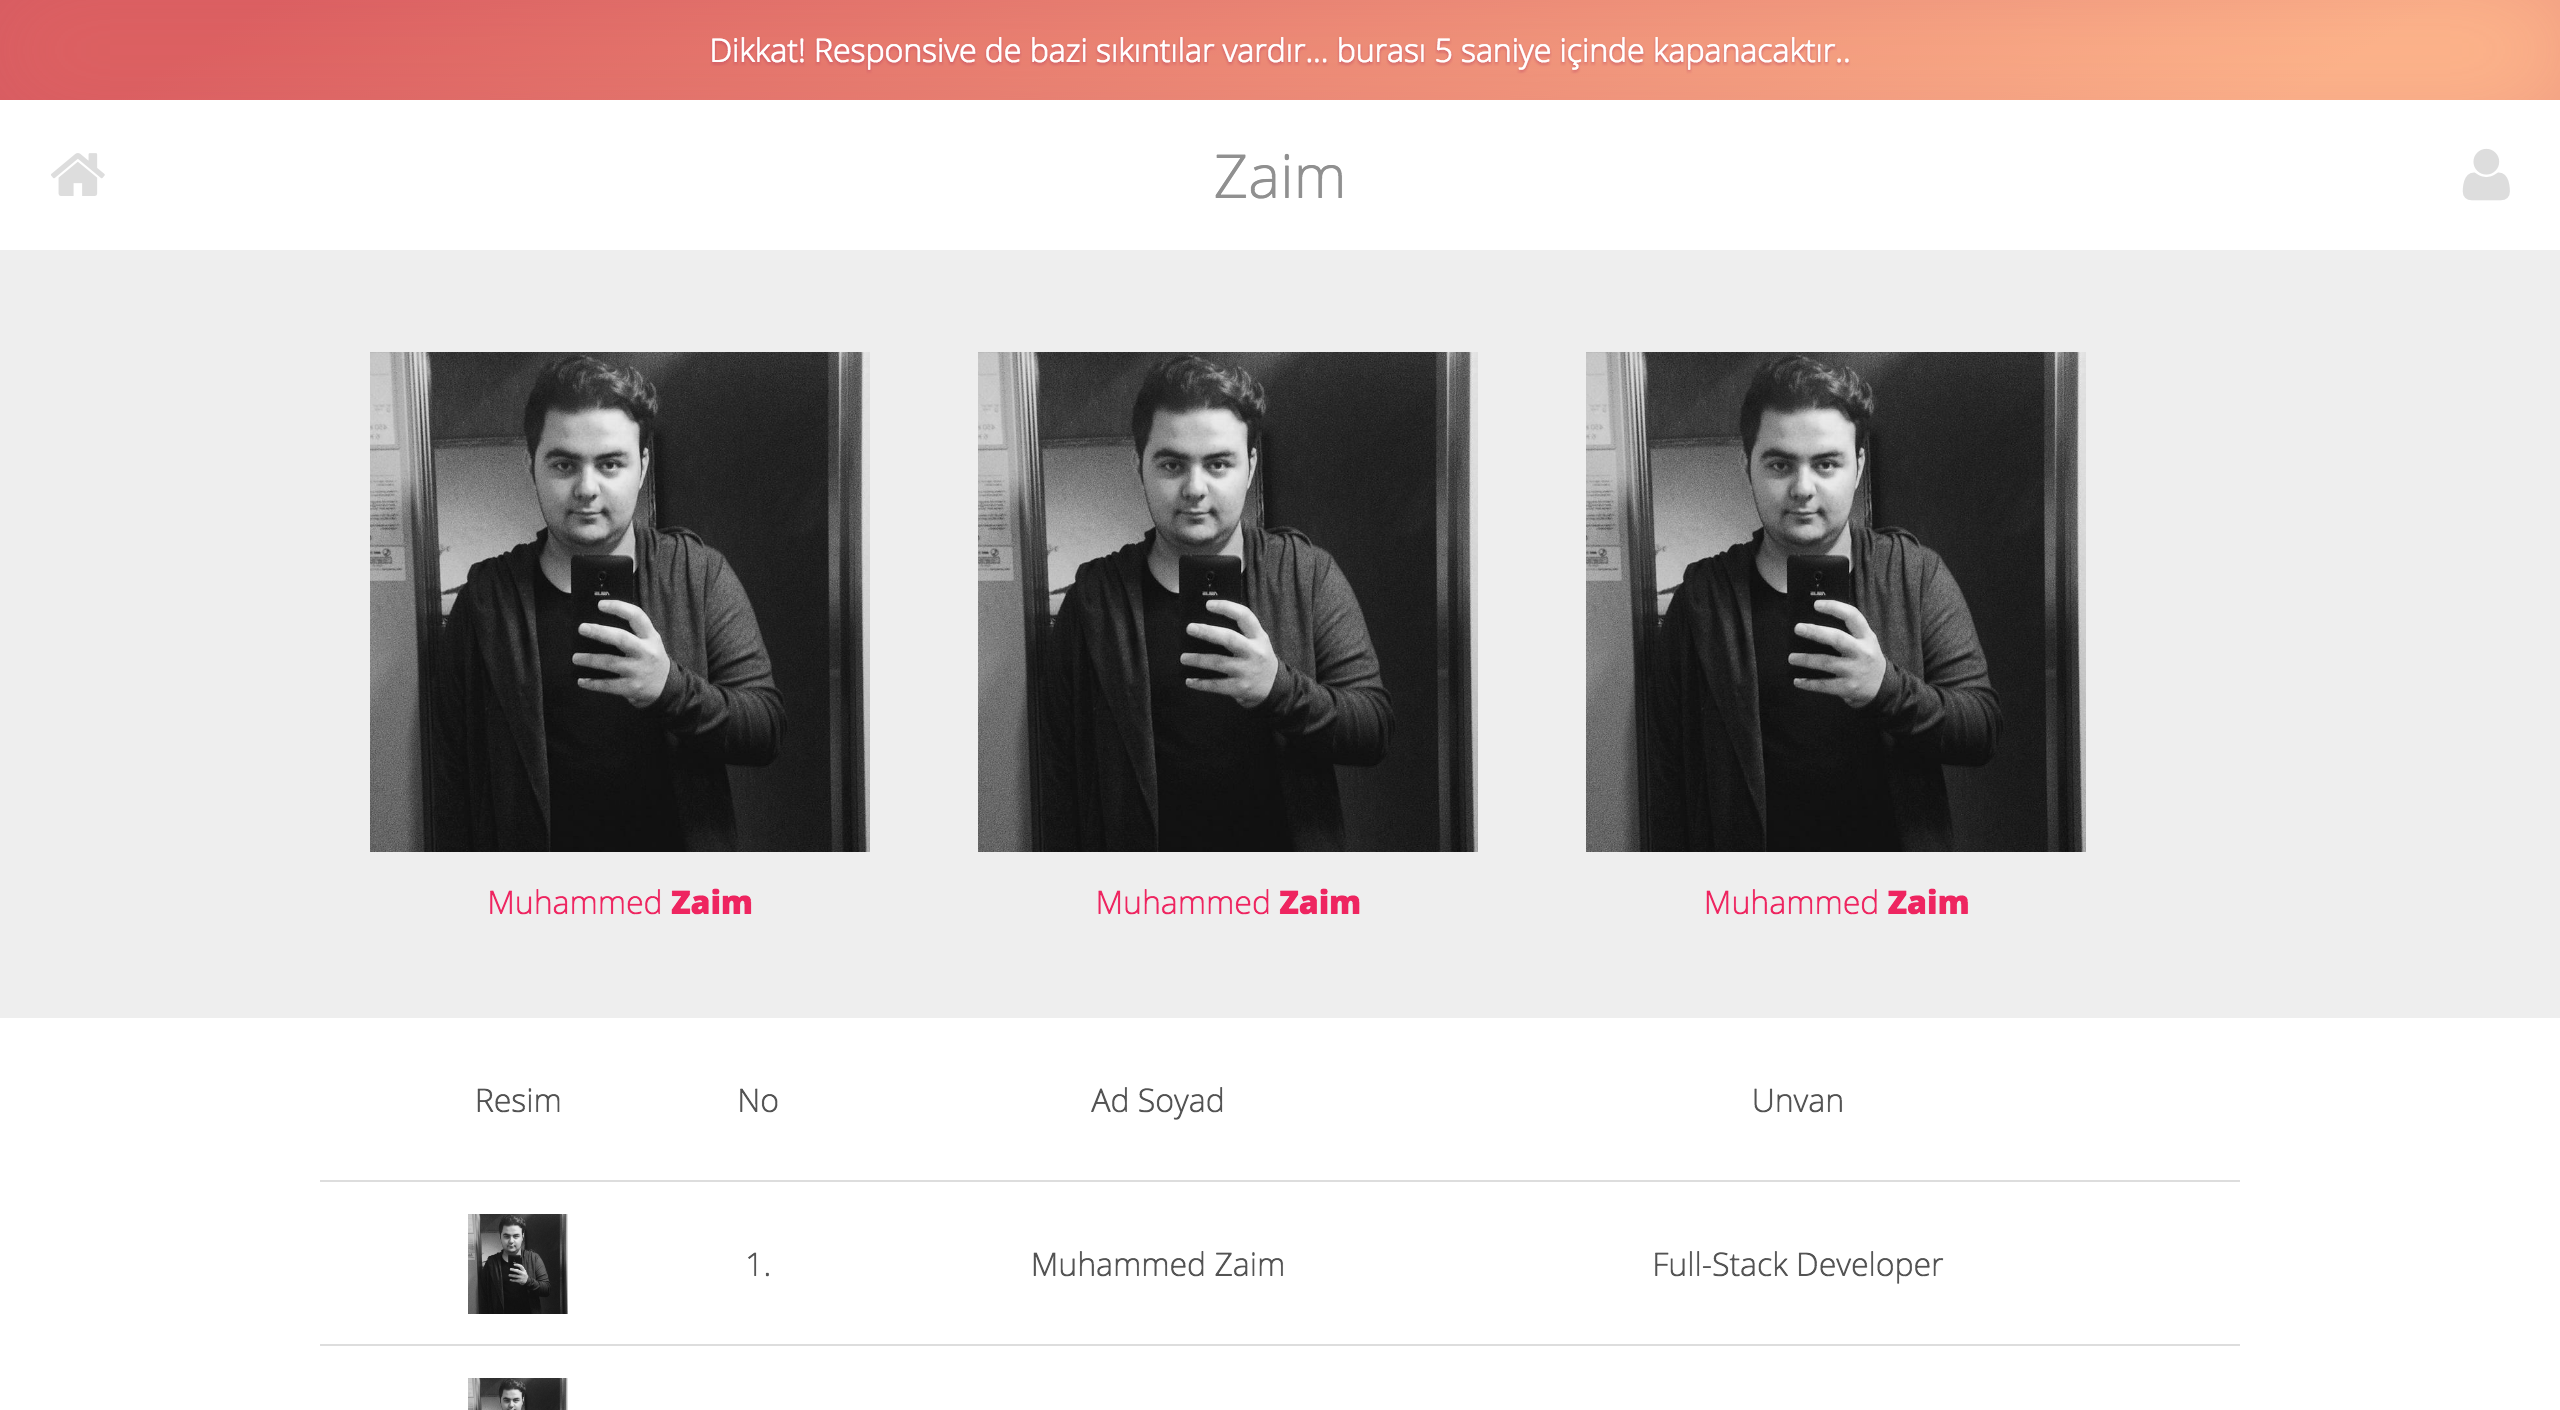 Dikkat! Responsive de bazi sıkıntılar vardır... burası 5 saniye içinde kapanacaktır..
Zaim
Muhammed Zaim
Muhammed Zaim
Muhammed Zaim
Resim No Ad Soyad Unvan
1. Muhammed Zaim Full-Stack Developer